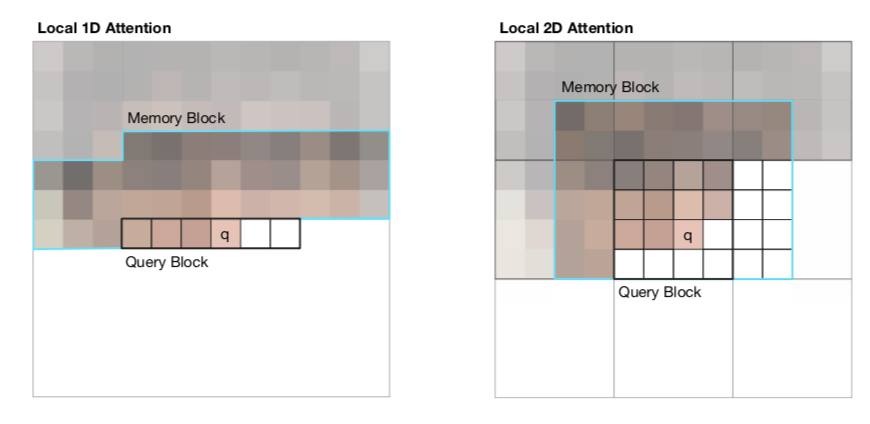 Local 1D Attention
Memory Block
q
Query Block
Local 2D Attention
Memory Block
q
Query Block